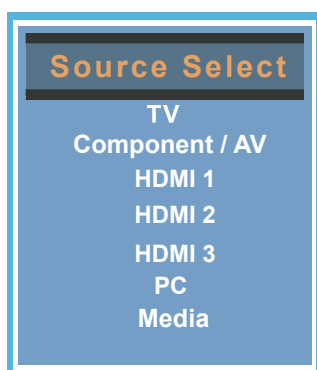 Source Select
TV
Component / AV
HDMI 1
HDMI 2
HDMI 3
PC
Media